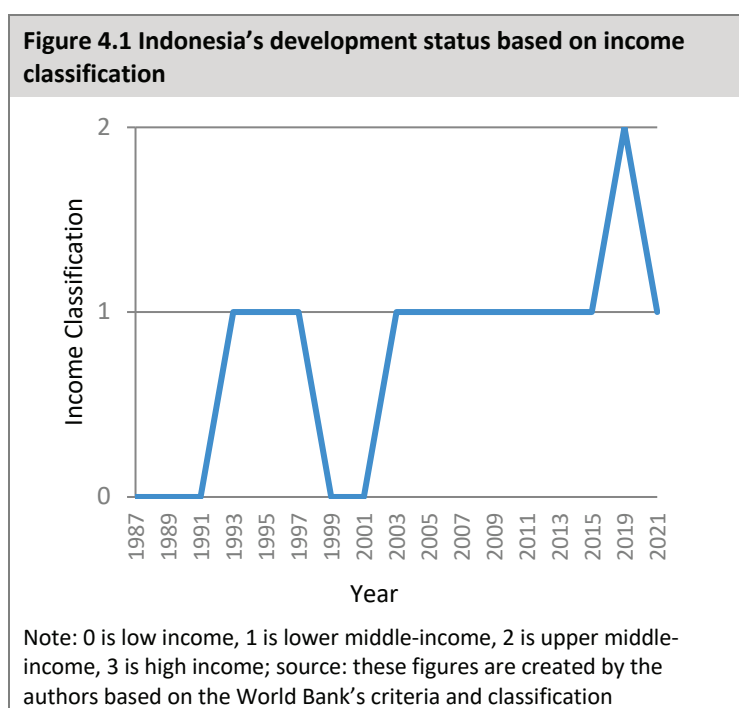 Figure 4.1 Indonesia’s development status based on income
classification
2
1
0
Income Classification
1987
1989
1991
1993
1995
1997
1999
2001
2003
2005
2007
2009
2011
2013
2015
2019
2021
Year
Note: 0 is low income, 1 is lower middle-income, 2 is upper middle-
income, 3 is high income; source: these figures are created by the
authors based on the World Bank’s criteria and classification